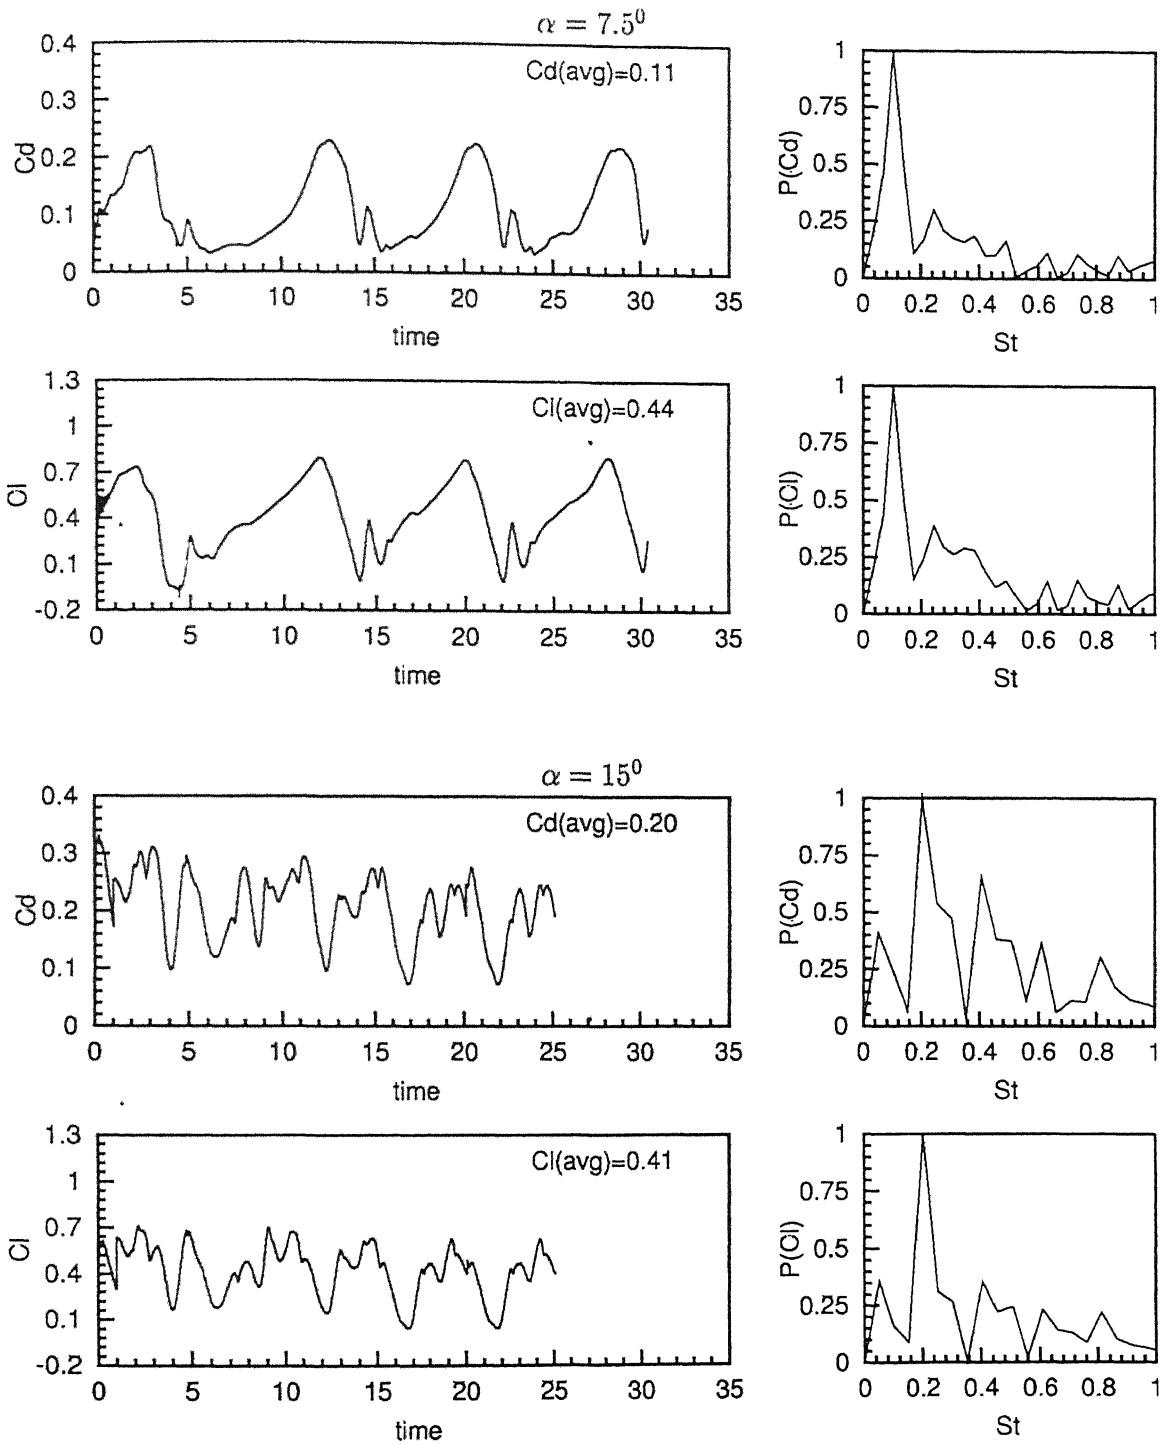 α = 7.5⁰
0.4
0.3
0.2
0.1
0
Cd
Cd(avg)=0.11
0 5 10 15 20 25 30 35
time
1
0.75
0.5
0.25
0
P(Cd)
0 0.2 0.4 0.6 0.8 1
St
1.3
1
0.7
0.4
0.1
-0.2
Cl
Cl(avg)=0.44
0 5 10 15 20 25 30 35
time
1
0.75
0.5
0.25
0
P(Cl)
0 0.2 0.4 0.6 0.8 1
St
α = 15⁰
0.4
0.3
0.2
0.1
0
Cd
Cd(avg)=0.20
0 5 10 15 20 25 30 35
time
1
0.75
0.5
0.25
0
P(Cd)
0 0.2 0.4 0.6 0.8 1
St
1.3
1
0.7
0.4
0.1
-0.2
Cl
Cl(avg)=0.41
0 5 10 15 20 25 30 35
time
1
0.75
0.5
0.25
0
P(Cl)
0 0.2 0.4 0.6 0.8 1
St